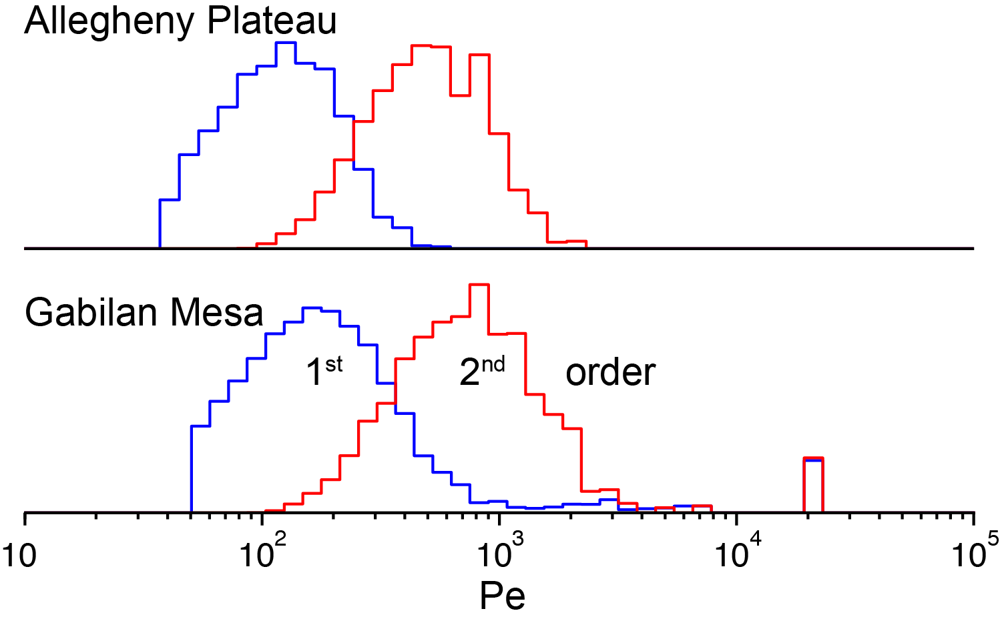 Allegheny Plateau
Gabilan Mesa
1st 2nd order
10 10² 10³ 10⁴ 10⁵
Pe